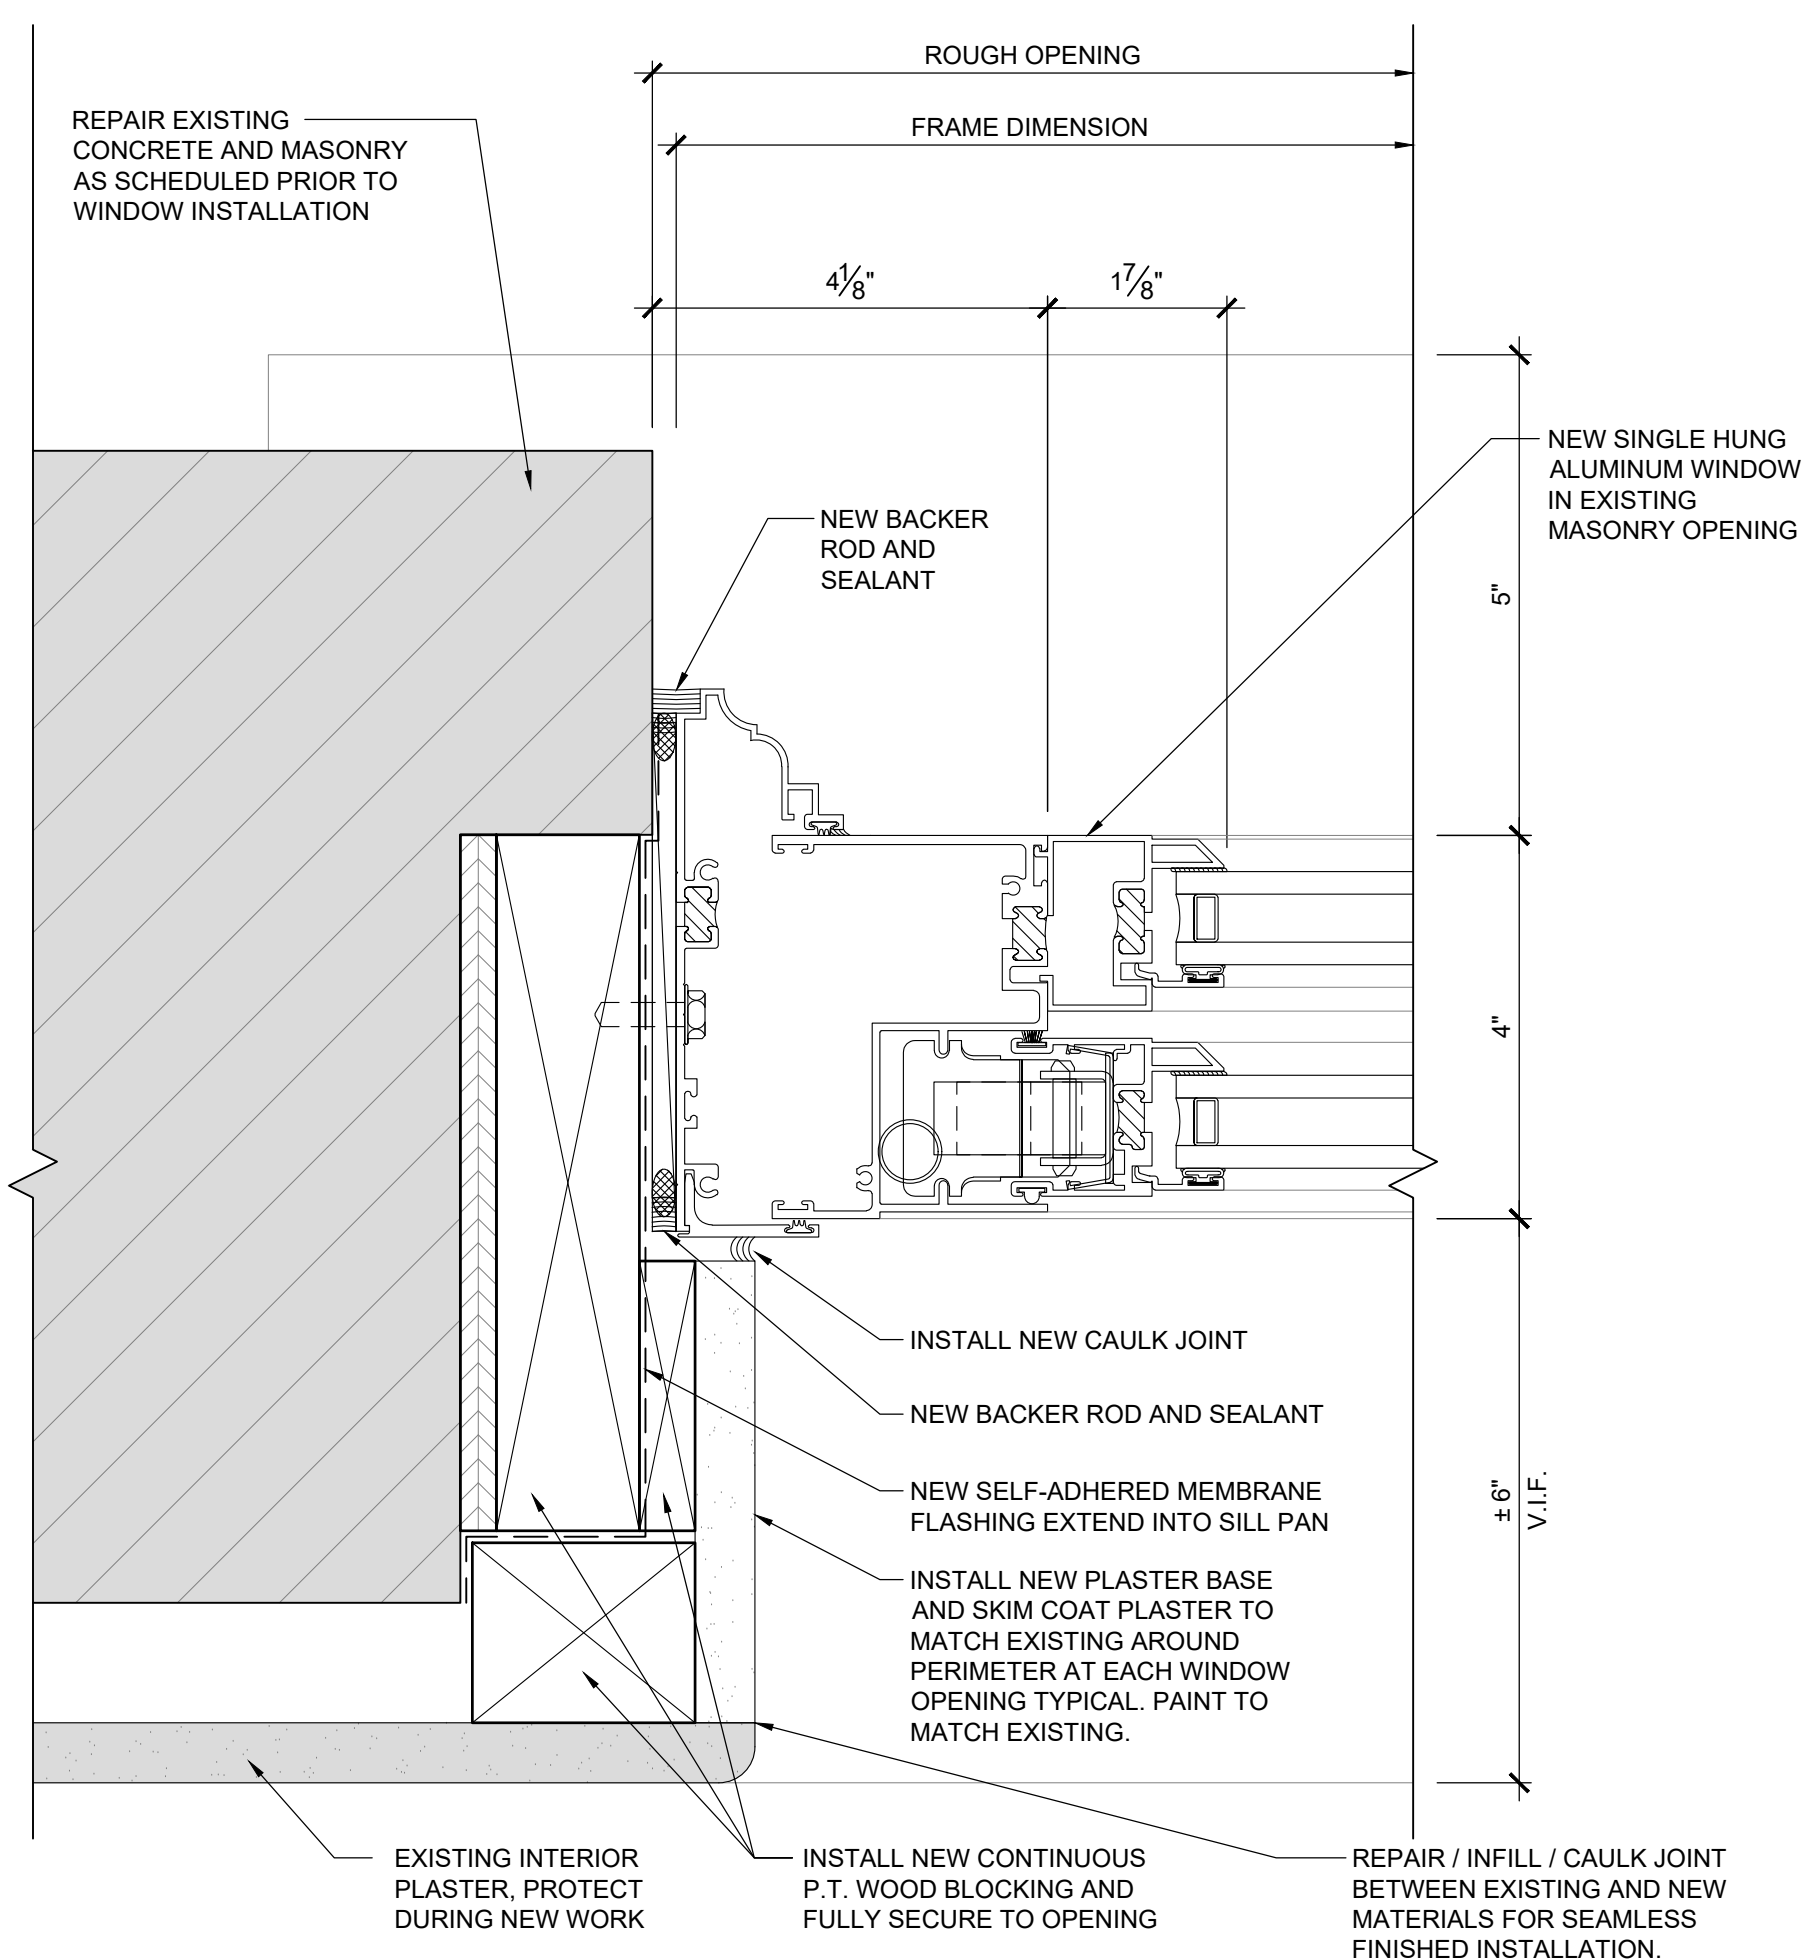 ROUGH OPENING
FRAME DIMENSION
REPAIR EXISTING
CONCRETE AND MASONRY
AS SCHEDULED PRIOR TO
WINDOW INSTALLATION
4 1/8"
1 7/8"
NEW SINGLE HUNG
ALUMINUM WINDOW
IN EXISTING
MASONRY OPENING
NEW BACKER
ROD AND
SEALANT
5"
4"
INSTALL NEW CAULK JOINT
NEW BACKER ROD AND SEALANT
NEW SELF-ADHERED MEMBRANE
FLASHING EXTEND INTO SILL PAN
± 6"
V.I.F.
INSTALL NEW PLASTER BASE
AND SKIM COAT PLASTER TO
MATCH EXISTING AROUND
PERIMETER AT EACH WINDOW
OPENING TYPICAL. PAINT TO
MATCH EXISTING.
EXISTING INTERIOR
PLASTER, PROTECT
DURING NEW WORK
INSTALL NEW CONTINUOUS
P.T. WOOD BLOCKING AND
FULLY SECURE TO OPENING
REPAIR / INFILL / CAULK JOINT
BETWEEN EXISTING AND NEW
MATERIALS FOR SEAMLESS
FINISHED INSTALLATION.